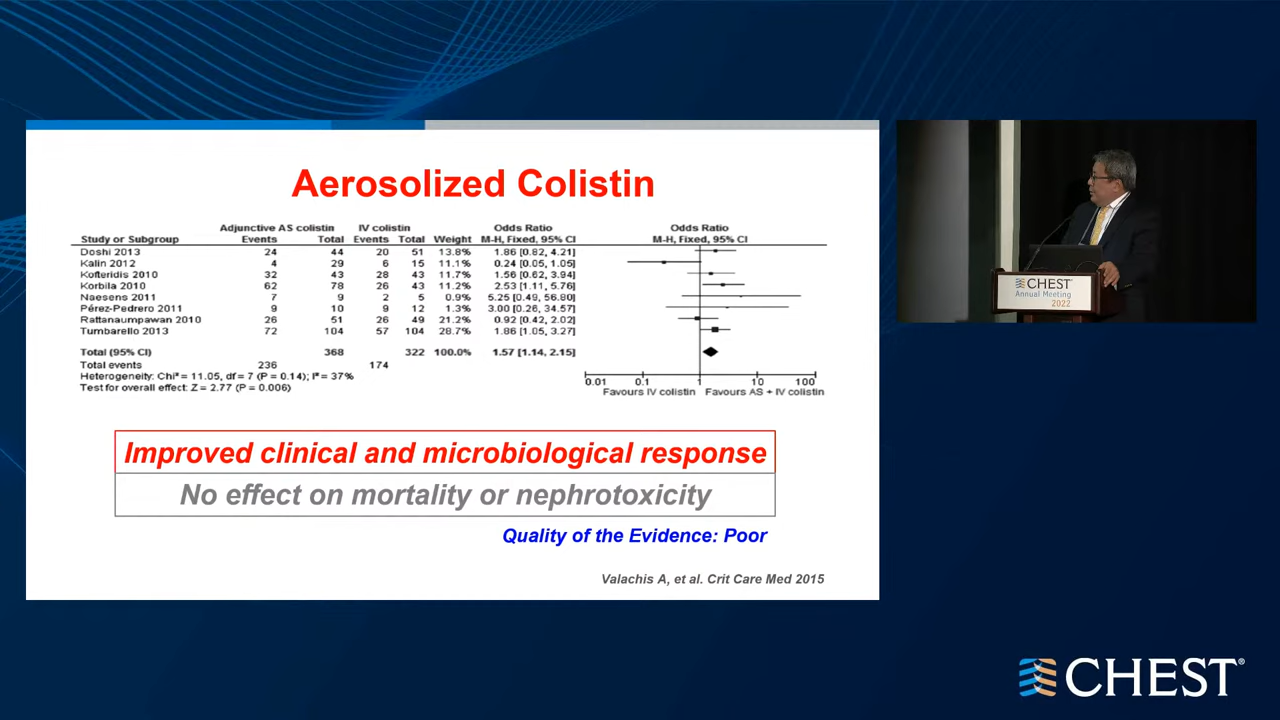 Aerosolized Colistin
Adjunctive AS colistin IV colistin Odds Ratio Odds Ratio
Study or Subgroup Events Total Events Total Weight M-H, Fixed, 95% CI M-H, Fixed, 95% CI
Doshi 2013 24 44 20 51 13.8% 1.86 [0.82, 4.21]
Kalin 2012 4 29 6 15 11.1% 0.24 [0.05, 1.05]
Kofteridis 2010 32 43 28 43 11.7% 1.56 [0.62, 3.94]
Korbila 2010 62 78 26 43 11.2% 2.53 [1.11, 5.76]
Naesens 2011 7 9 2 5 0.9% 5.25 [0.49, 56.80]
Pérez-Pedrero 2011 9 10 9 12 1.3% 3.00 [0.26, 34.57]
Rattanaumpawan 2010 26 51 26 49 21.2% 0.92 [0.42, 2.02]
Tumbarello 2013 72 104 57 104 28.7% 1.86 [1.05, 3.27]
Total (95% CI) 368 322 100.0% 1.57 [1.14, 2.15]
Total events 236 174
Heterogeneity: Chi² = 11.05, df = 7 (P = 0.14); I² = 37%
Test for overall effect: Z = 2.77 (P = 0.006)
0.01 0.1 1 10 100
Favours IV colistin Favours AS + IV colistin
Improved clinical and microbiological response
No effect on mortality or nephrotoxicity
Quality of the Evidence: Poor
Valachis A, et al. Crit Care Med 2015
CHEST
Annual Meeting
2022
CHEST®